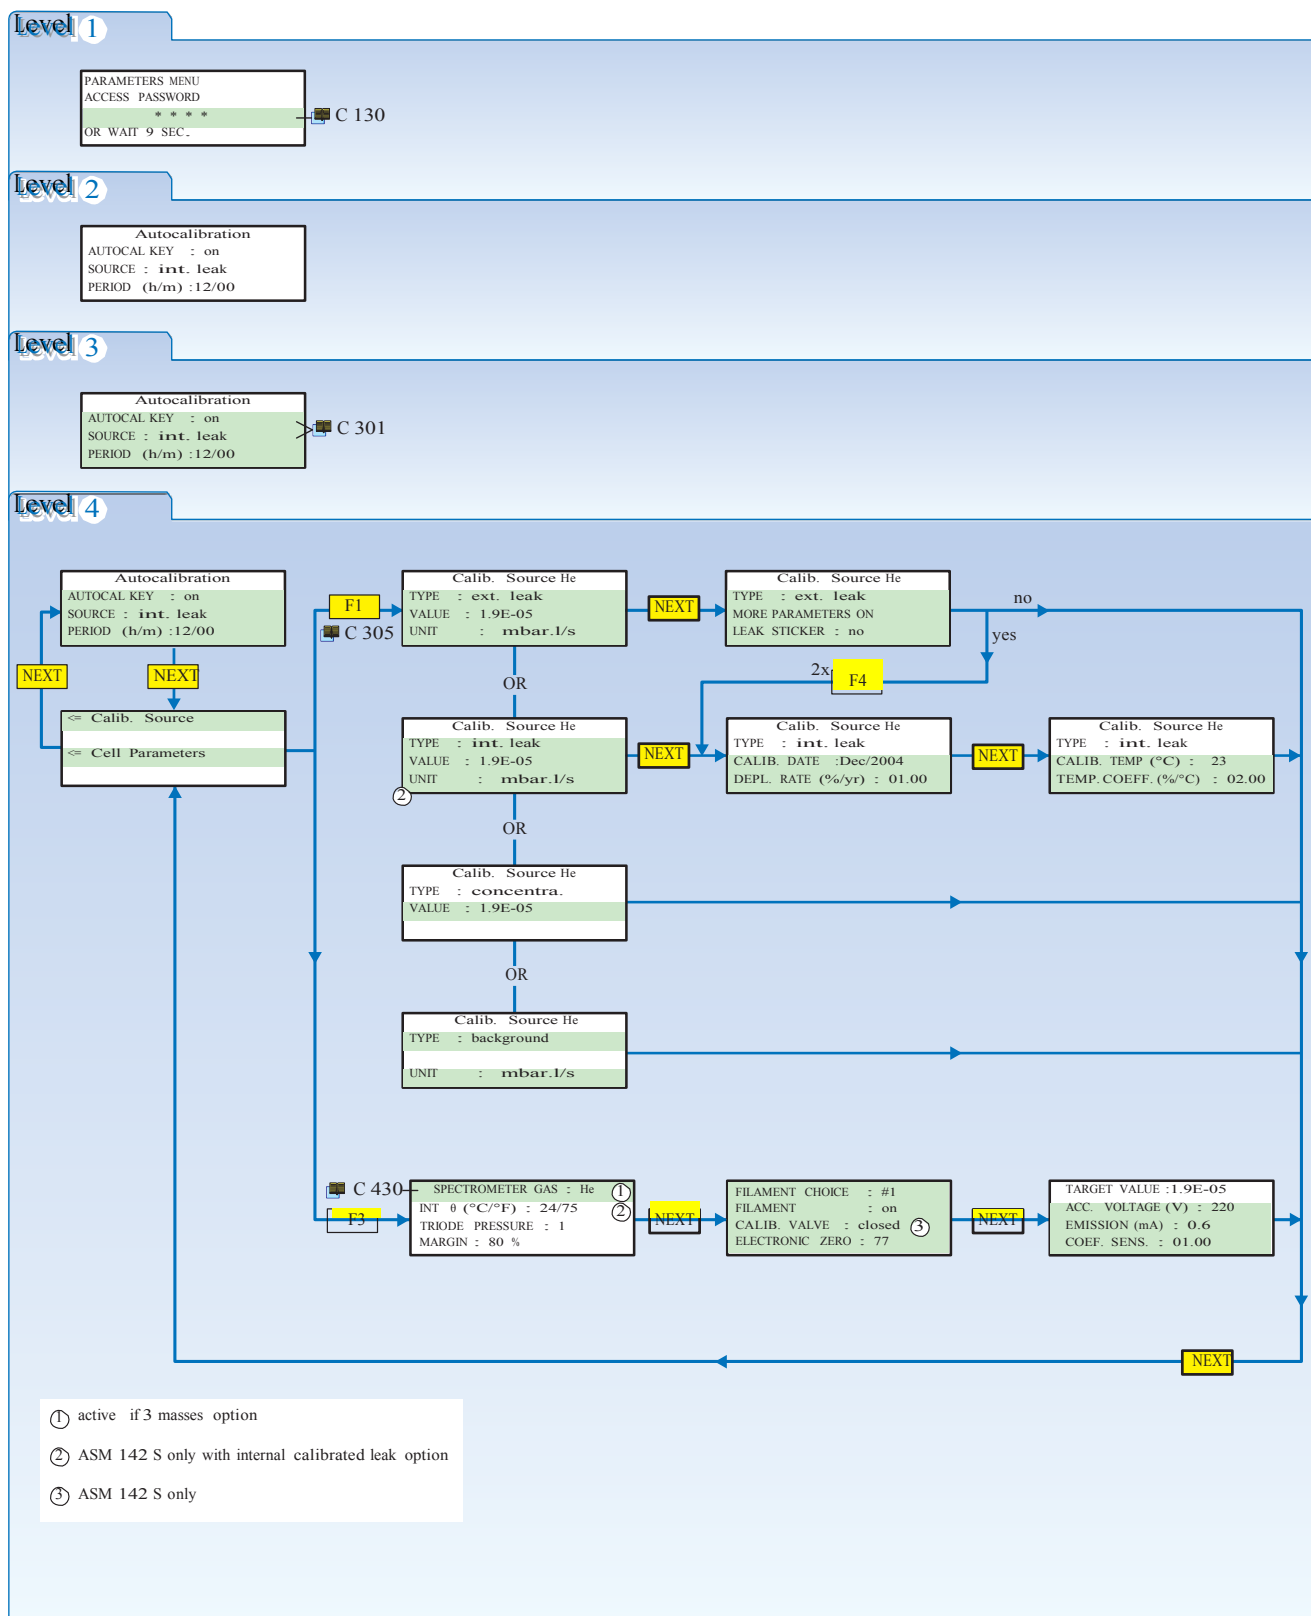 Level 1
PARAMETERS MENU
ACCESS PASSWORD
* * * *
OR WAIT 9 SEC.
C 130
Level 2
Autocalibration
AUTOCAL KEY : on
SOURCE : int. leak
PERIOD (h/m) :12/00
Level 3
Autocalibration
AUTOCAL KEY : on
SOURCE : int. leak
PERIOD (h/m) :12/00
C 301
Level 4
Autocalibration
AUTOCAL KEY : on
SOURCE : int. leak
PERIOD (h/m) :12/00
NEXT
NEXT
<= Calib. Source
<= Cell Parameters
F1
C 305
Calib. Source He
TYPE : ext. leak
VALUE : 1.9E-05
UNIT : mbar.l/s
NEXT
Calib. Source He
TYPE : ext. leak
MORE PARAMETERS ON
LEAK STICKER : no
no
yes
2x
F4
OR
Calib. Source He
TYPE : int. leak
VALUE : 1.9E-05
UNIT : mbar.l/s
2
NEXT
Calib. Source He
TYPE : int. leak
CALIB. DATE :Dec/2004
DEPL. RATE (%/yr) : 01.00
NEXT
Calib. Source He
TYPE : int. leak
CALIB. TEMP (°C) : 23
TEMP.COEFF. (%/°C) : 02.00
OR
Calib. Source He
TYPE : concentra.
VALUE : 1.9E-05
OR
Calib. Source He
TYPE : background
UNIT : mbar.l/s
C 430
F3
SPECTROMETER GAS : He 1
INT θ (°C/°F) : 24/75 2
TRIODE PRESSURE : 1
MARGIN : 80 %
NEXT
FILAMENT CHOICE : #1
FILAMENT : on
CALIB. VALVE : closed 3
ELECTRONIC ZERO : 77
NEXT
TARGET VALUE :1.9E-05
ACC. VOLTAGE (V) : 220
EMISSION (mA) : 0.6
COEF. SENS. : 01.00
NEXT
1 active if 3 masses option
2 ASM 142 S only with internal calibrated leak option
3 ASM 142 S only